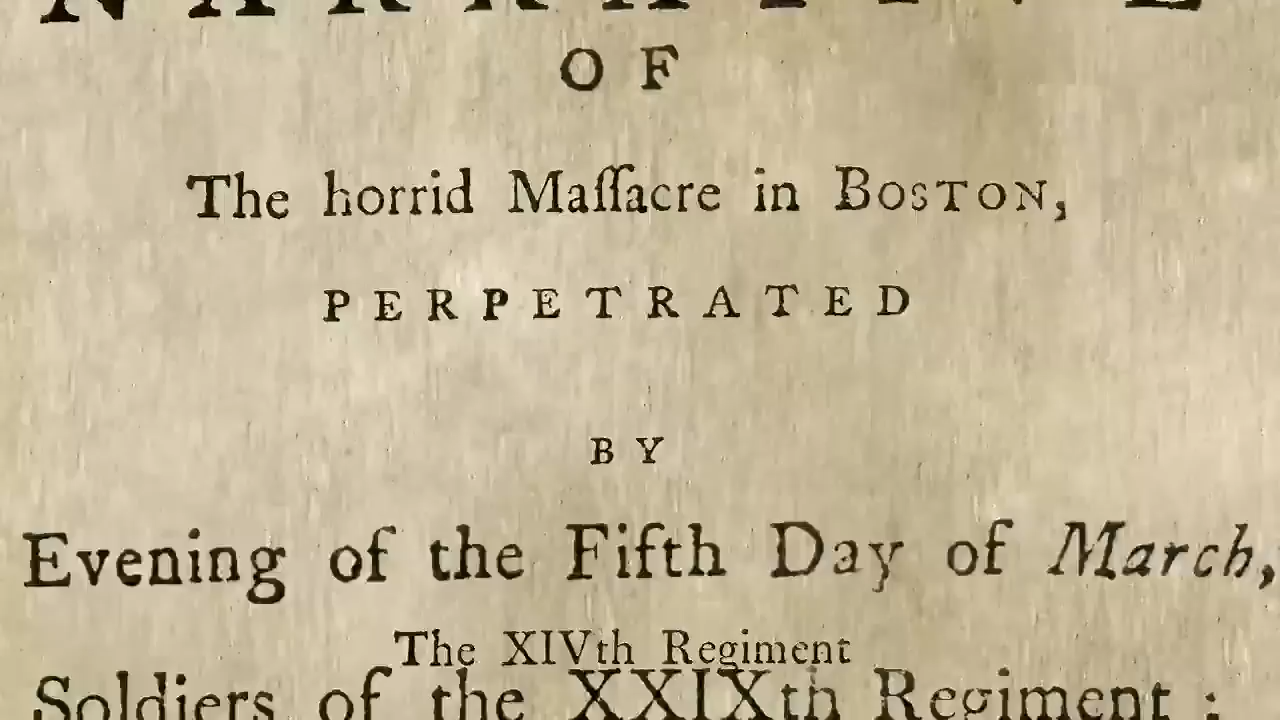 NARRATIVE
OF
The horrid Maſſacre in BOSTON,
PERPETRATED
BY
Evening of the Fifth Day of March,
The XIVth Regiment
Soldiers of the XXIXth Regiment :